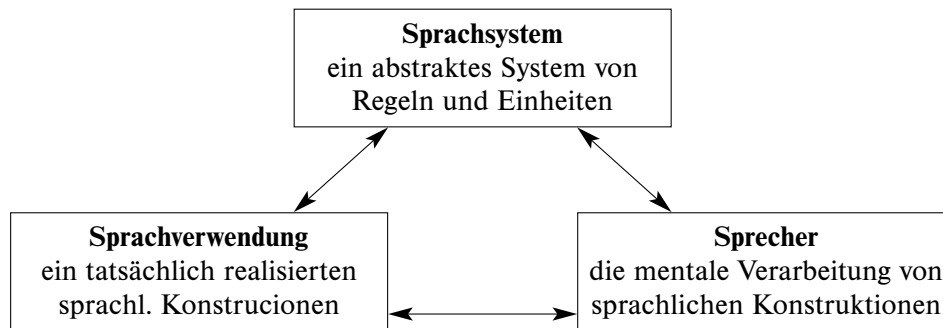 Sprachsystem
ein abstraktes System von
Regeln und Einheiten
Sprachverwendung
ein tatsächlich realisierten
sprachl. Konstrucionen
Sprecher
die mentale Verarbeitung von
sprachlichen Konstruktionen